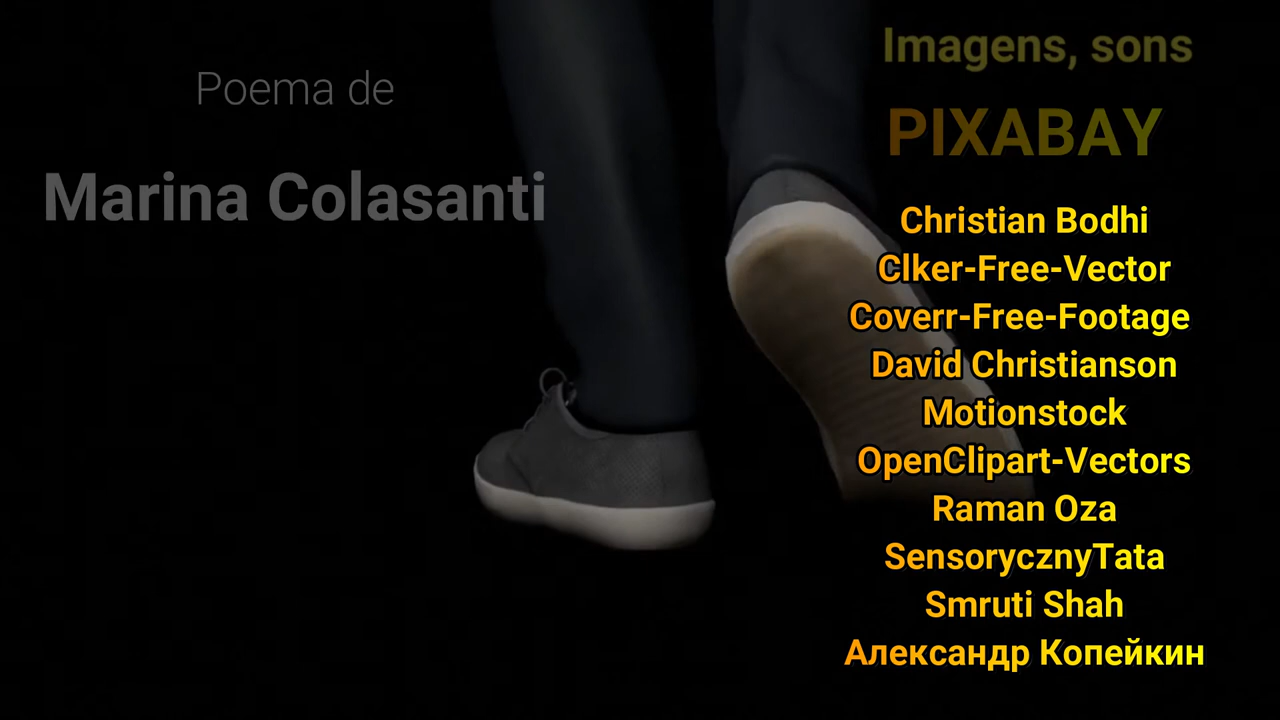 Poema de
Marina Colasanti
Imagens, sons
PIXABAY
Christian Bodhi
Clker-Free-Vector
Coverr-Free-Footage
David Christianson
Motionstock
OpenClipart-Vectors
Raman Oza
SensorycznyTata
Smruti Shah
Александр Копейкин